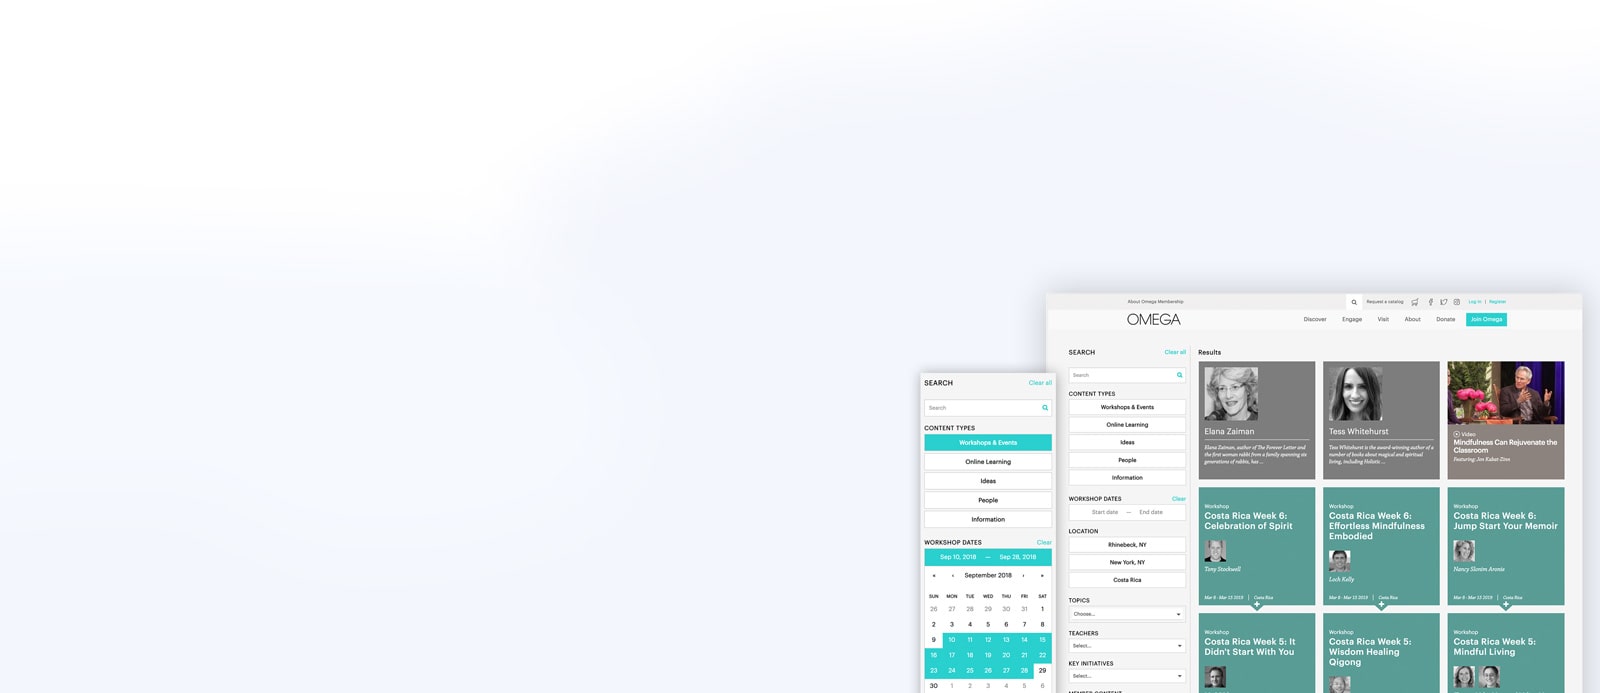 SEARCH
Clear all
Search
CONTENT TYPES
Workshops & Events
Online Learning
Ideas
People
Information
WORKSHOP DATES
Clear
Sep 10, 2018 — Sep 28, 2018
« ‹ September 2018 › »
SUN MON TUE WED THU FRI SAT
26 27 28 29 30 31 1
2 3 4 5 6 7 8
9 10 11 12 13 14 15
16 17 18 19 20 21 22
23 24 25 26 27 28 29
30 1 2 3 4 5 6
About Omega Membership
Request a catalog
Log In | Register
OMEGA
Discover Engage Visit About Donate Join Omega
SEARCH
Clear all
Search
CONTENT TYPES
Workshops & Events
Online Learning
Ideas
People
Information
WORKSHOP DATES
Clear
Start date — End date
LOCATION
Rhinebeck, NY
New York, NY
Costa Rica
TOPICS
Choose...
TEACHERS
Select...
KEY INITIATIVES
Select...
Results
Elana Zaiman
Elana Zaiman, author of The Forever Letter and
the first woman rabbi from a family spanning six
generations of rabbis, has ...
Tess Whitehurst
Tess Whitehurst is the award-winning author of a
number of books about magical and spiritual
living, including Holistic ...
Video
Mindfulness Can Rejuvenate the
Classroom
Featuring: Jon Kabat-Zinn
Workshop
Costa Rica Week 6:
Celebration of Spirit
Tony Stockwell
Mar 6 - Mar 13 2019 | Costa Rica
Workshop
Costa Rica Week 6:
Effortless Mindfulness
Embodied
Loch Kelly
Mar 6 - Mar 13 2019 | Costa Rica
Workshop
Costa Rica Week 6:
Jump Start Your Memoir
Nancy Slonim Aronie
Mar 6 - Mar 13 2019 | Costa Rica
Workshop
Costa Rica Week 5: It
Didn't Start With You
Workshop
Costa Rica Week 5:
Wisdom Healing
Qigong
Workshop
Costa Rica Week 5:
Mindful Living